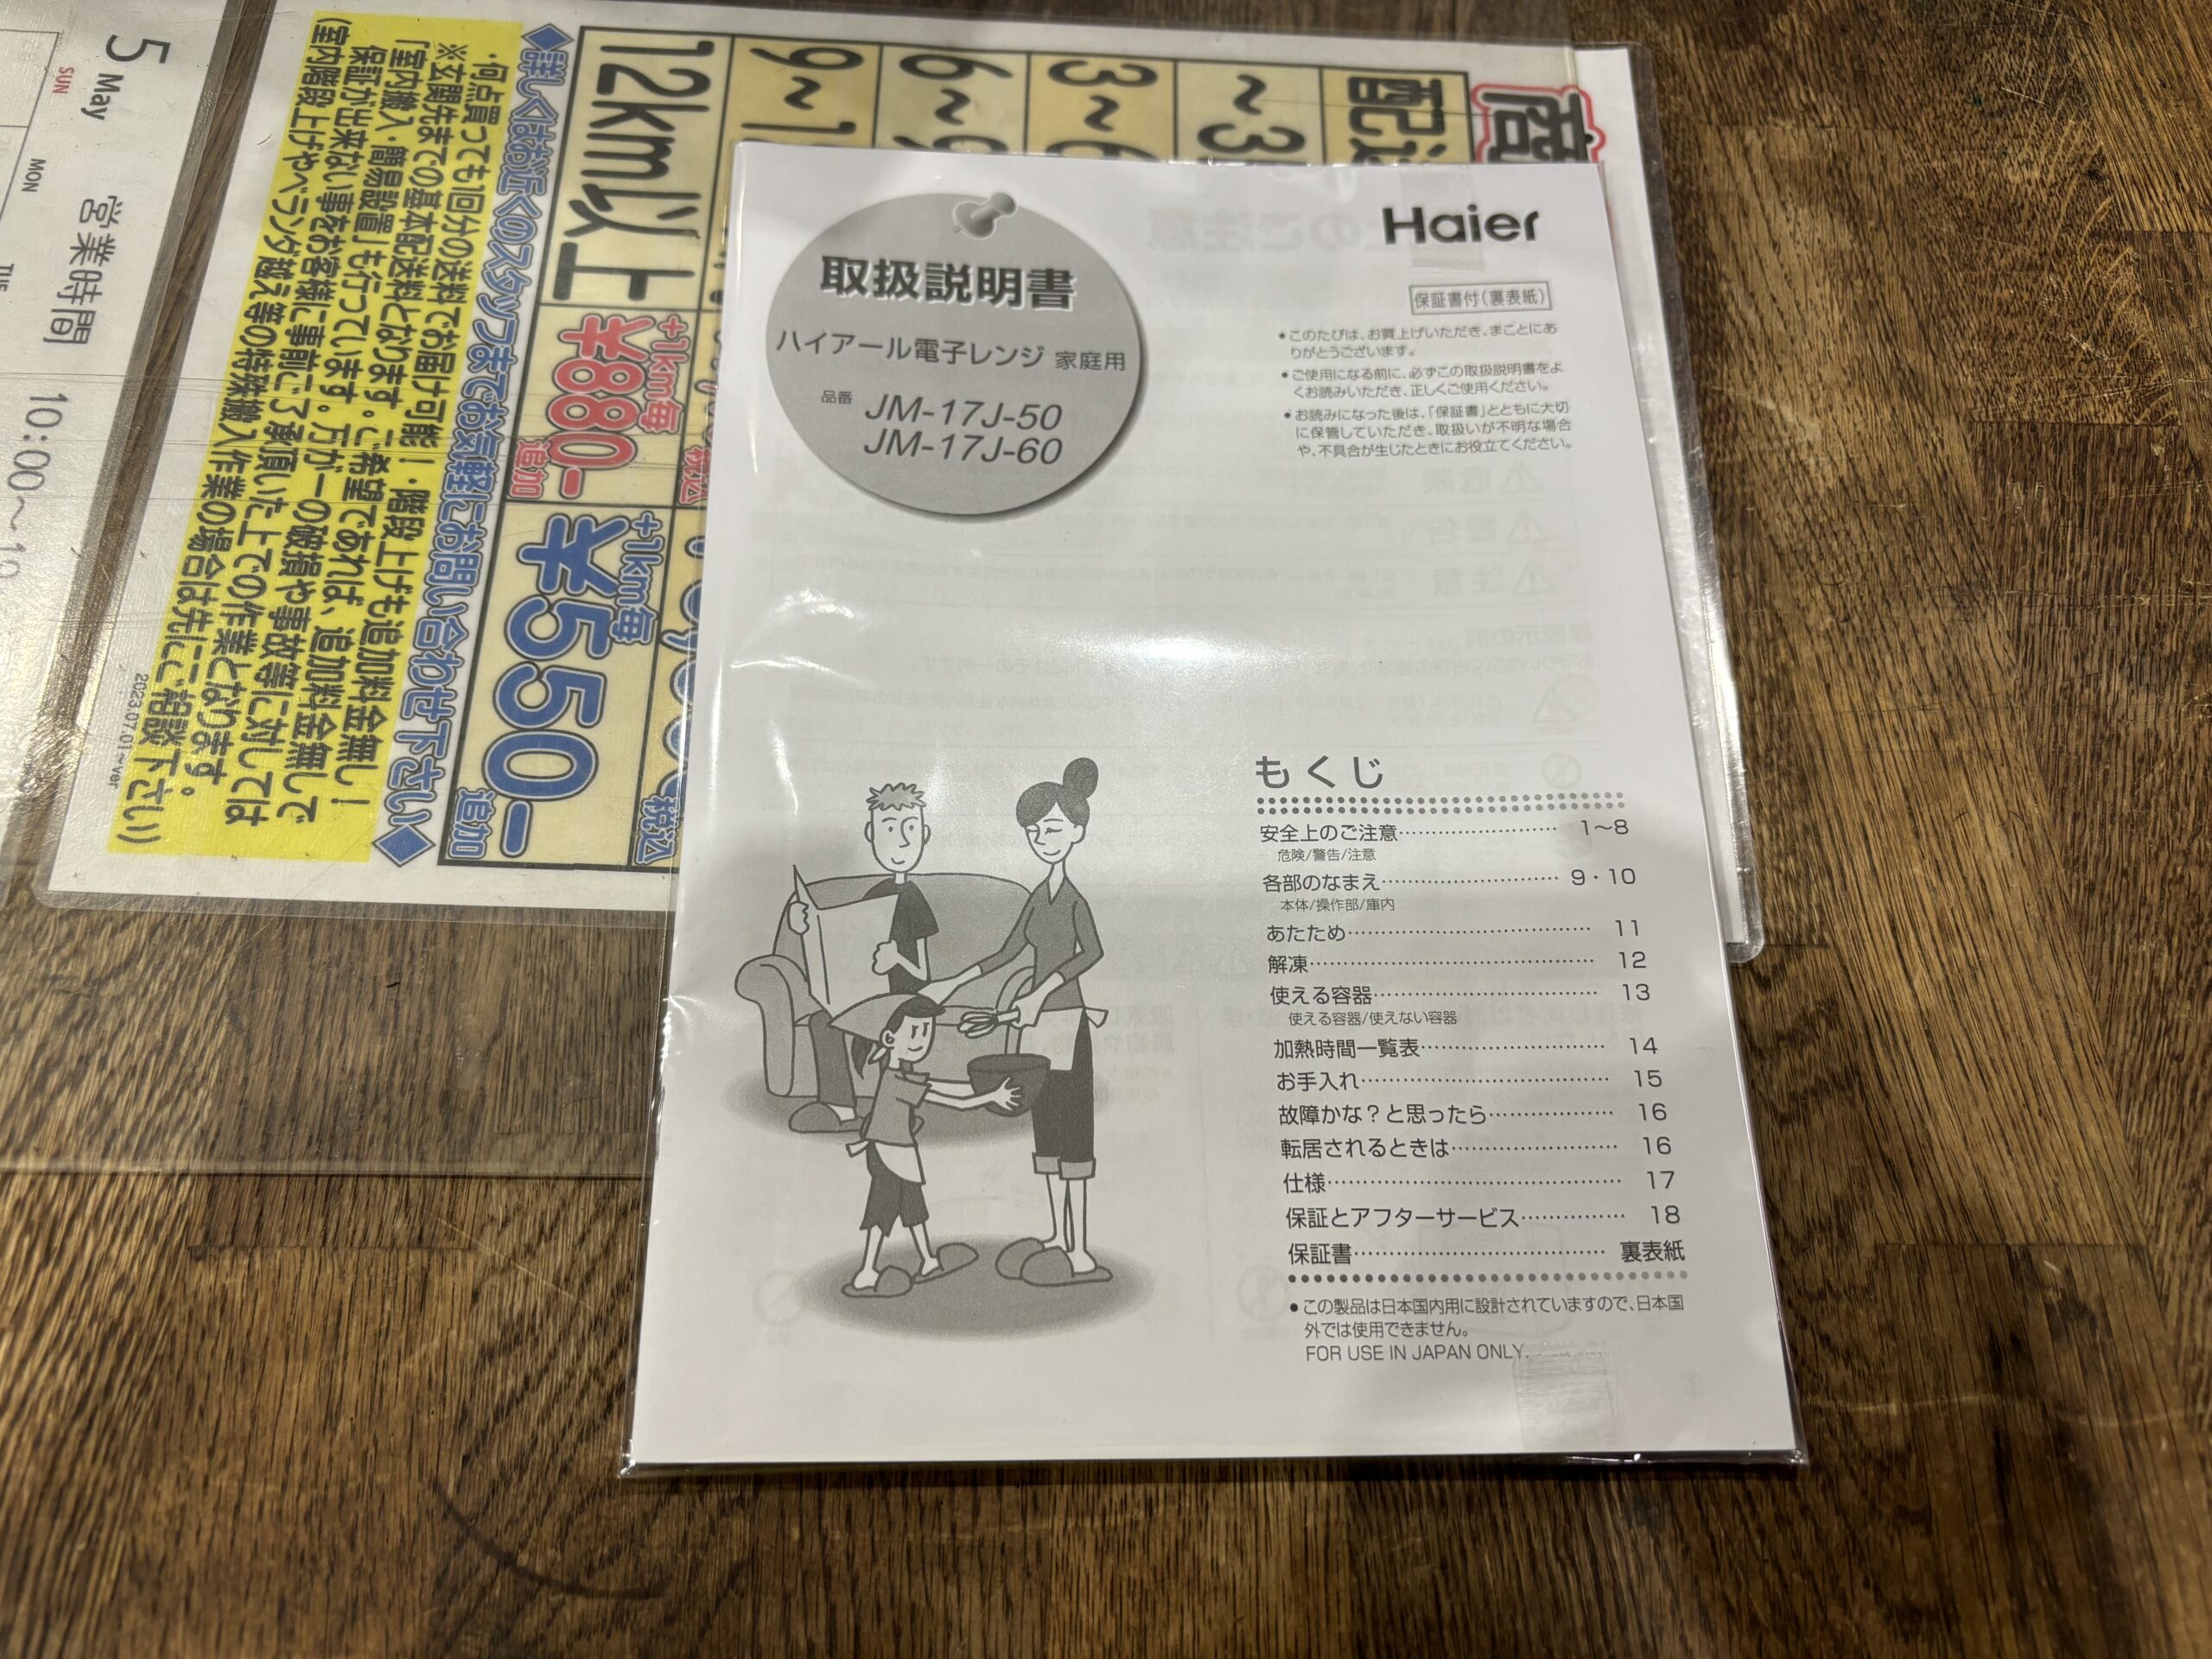 Haier
取扱説明書
ハイアール電子レンジ 家庭用
品番 JM-17J-50
JM-17J-60
保証書付(裏表紙)
●このたびは、お買上げいただき、まことにあ
りがとうございます。
●ご使用になる前に、必ずこの取扱説明書をよ
くお読みいただき、正しくご使用ください。
●お読みになった後は、「保証書」とともに大切
に保管していただき、取扱いが不明な場合
や、不具合が生じたときにお役立てください。
もくじ
安全上のご注意 1～8
危険/警告/注意
各部のなまえ 9・10
本体/操作部/庫内
あたため 11
解凍 12
使える容器 13
使える容器/使えない容器
加熱時間一覧表 14
お手入れ 15
故障かな？と思ったら 16
転居されるときは 16
仕様 17
保証とアフターサービス 18
保証書 裏表紙
●この製品は日本国内用に設計されていますので、日本国
外では使用できません。
FOR USE IN JAPAN ONLY.
商
配送
～3
3～6
6～9
9～1
12km以上
+1km毎
¥880-
追加
+1km毎
¥550-
追加
税込
税込
◆詳しくはお近くのスタッフまでお気軽にお問い合わせ下さい◆
・何点買っても1回分の送料でお届け可能！・階段上げも追加料金無し！
※玄関先までの基本配送料となります。ご希望であれば、追加料金無しで
「室内搬入・簡易設置」も行っています。万が一の破損や事故等に対しては
保証が出来ない事をお客様に事前にご了承頂いた上での作業となります。
(室内階段上げやベランダ越え等の特殊搬入作業の場合は先にご相談下さい)
2023.07.01～ver
5 May 営業時間 10:00～
SUN MON TUE